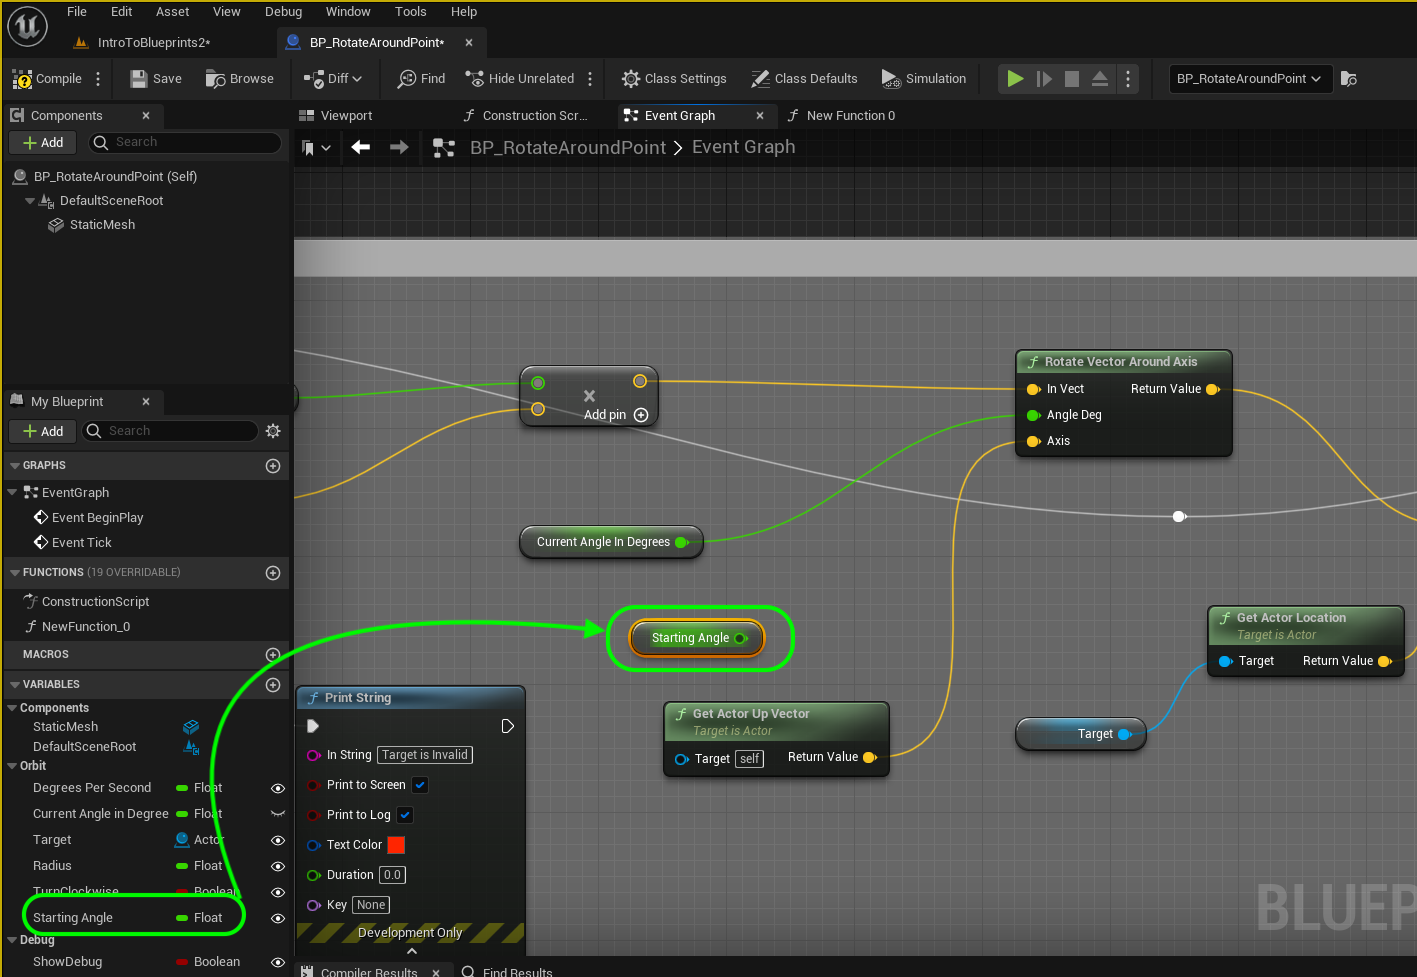 File Edit Asset View Debug Window Tools Help
IntroToBlueprints2* BP_RotateAroundPoint*
Compile Save Browse Diff Find Hide Unrelated Class Settings Class Defaults Simulation BP_RotateAroundPoint
Components
Add Search
BP_RotateAroundPoint (Self)
DefaultSceneRoot
StaticMesh
Viewport Construction Scr... Event Graph New Function 0
BP_RotateAroundPoint > Event Graph
My Blueprint
Add Search
GRAPHS
EventGraph
Event BeginPlay
Event Tick
FUNCTIONS (19 OVERRIDABLE)
ConstructionScript
NewFunction_0
MACROS
VARIABLES
Components
StaticMesh
DefaultSceneRoot
Orbit
Degrees Per Second Float
Current Angle in Degree Float
Target Actor
Radius Float
TurnClockwise Boolean
Starting Angle Float
Debug
ShowDebug Boolean
Add pin
Rotate Vector Around Axis
In Vect Return Value
Angle Deg
Axis
Current Angle In Degrees
Starting Angle
Get Actor Up Vector
Target is Actor
Target self Return Value
Get Actor Location
Target is Actor
Target Return Value
Target
Print String
In String Target is Invalid
Print to Screen
Print to Log
Text Color
Duration 0.0
Key None
Development Only
BLUEP
Compiler Results Find Results